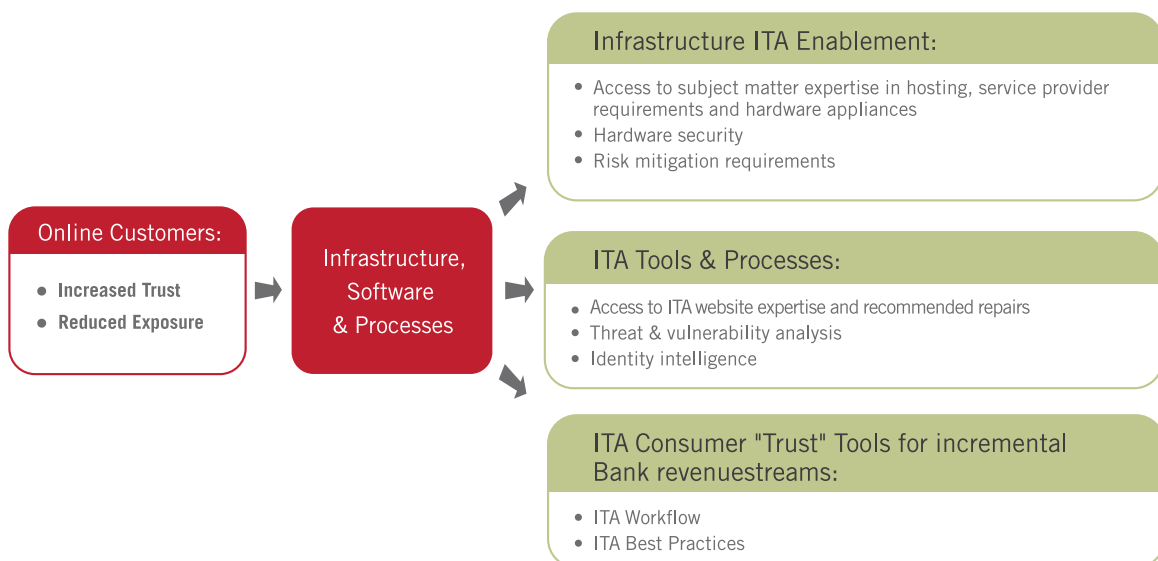 Online Customers:
• Increased Trust
• Reduced Exposure
Infrastructure,
Software
& Processes
Infrastructure ITA Enablement:
• Access to subject matter expertise in hosting, service provider
requirements and hardware appliances
• Hardware security
• Risk mitigation requirements
ITA Tools & Processes:
• Access to ITA website expertise and recommended repairs
• Threat & vulnerability analysis
• Identity intelligence
ITA Consumer "Trust" Tools for incremental
Bank revenuestreams:
• ITA Workflow
• ITA Best Practices